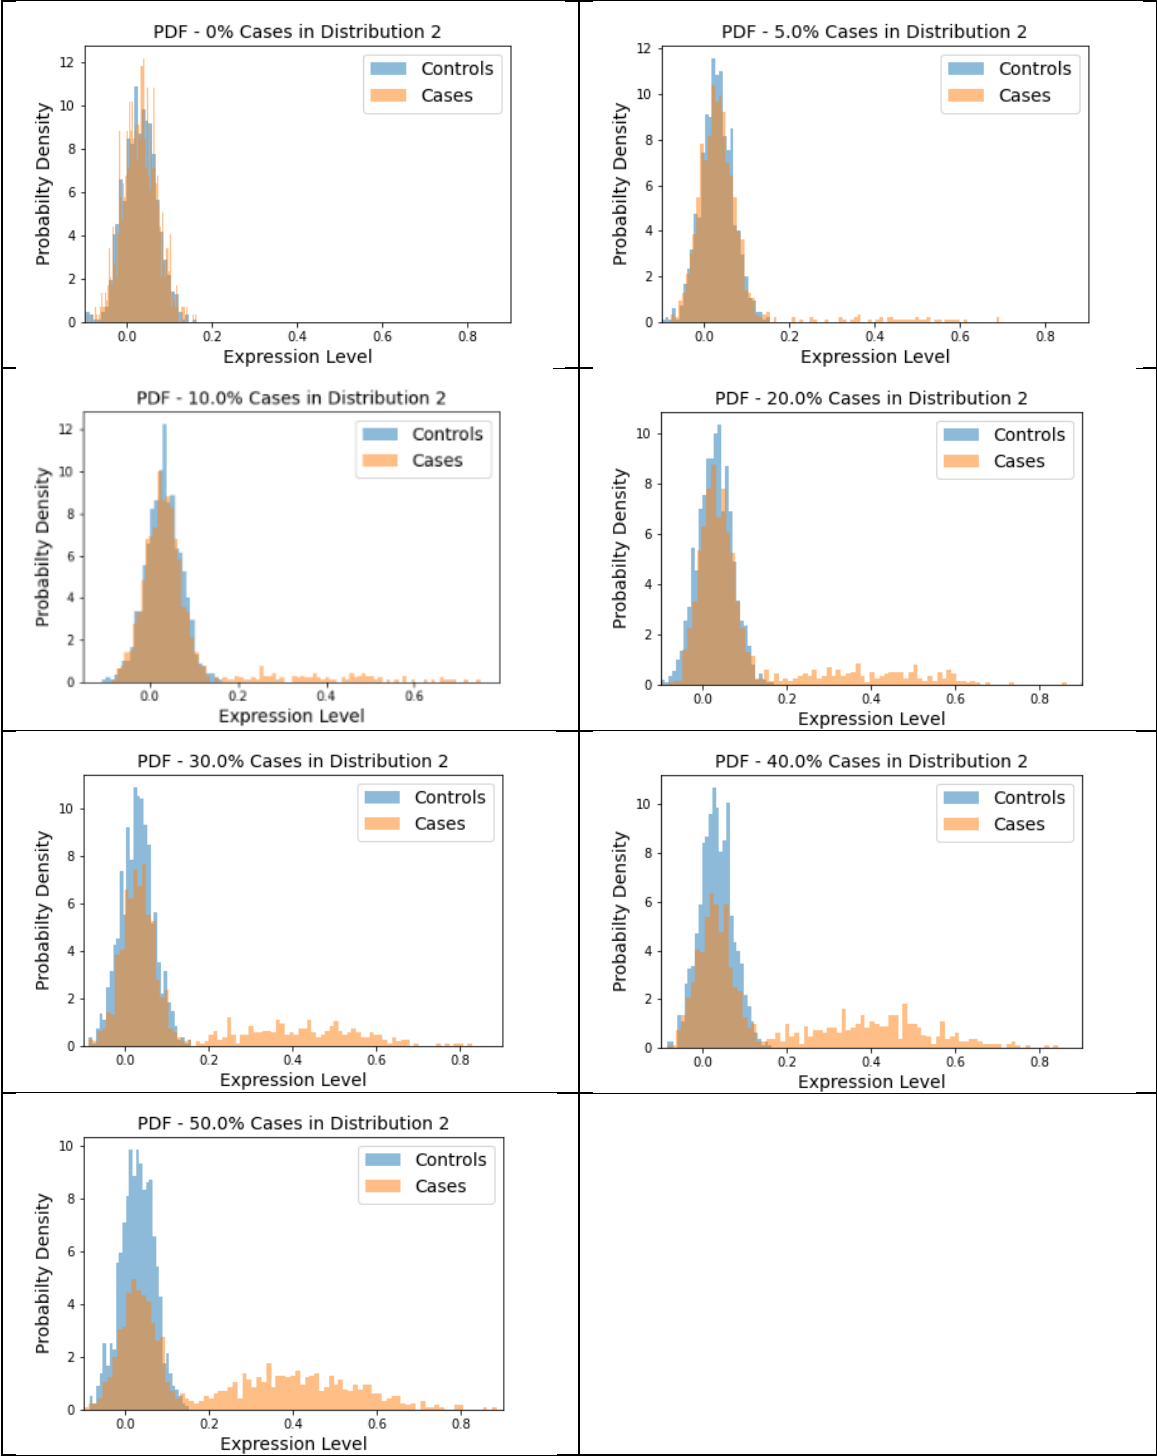 PDF - 0% Cases in Distribution 2
Controls
Cases
Probabilty Density
12
10
8
6
4
2
0
0.0 0.2 0.4 0.6 0.8
Expression Level
PDF - 5.0% Cases in Distribution 2
Controls
Cases
Probabilty Density
12
10
8
6
4
2
0
0.0 0.2 0.4 0.6 0.8
Expression Level
PDF - 10.0% Cases in Distribution 2
Controls
Cases
Probabilty Density
12
10
8
6
4
2
0
0.0 0.2 0.4 0.6
Expression Level
PDF - 20.0% Cases in Distribution 2
Controls
Cases
Probabilty Density
10
8
6
4
2
0
0.0 0.2 0.4 0.6 0.8
Expression Level
PDF - 30.0% Cases in Distribution 2
Controls
Cases
Probabilty Density
10
8
6
4
2
0
0.0 0.2 0.4 0.6 0.8
Expression Level
PDF - 40.0% Cases in Distribution 2
Controls
Cases
Probabilty Density
10
8
6
4
2
0
0.0 0.2 0.4 0.6 0.8
Expression Level
PDF - 50.0% Cases in Distribution 2
Controls
Cases
Probabilty Density
10
8
6
4
2
0
0.0 0.2 0.4 0.6 0.8
Expression Level